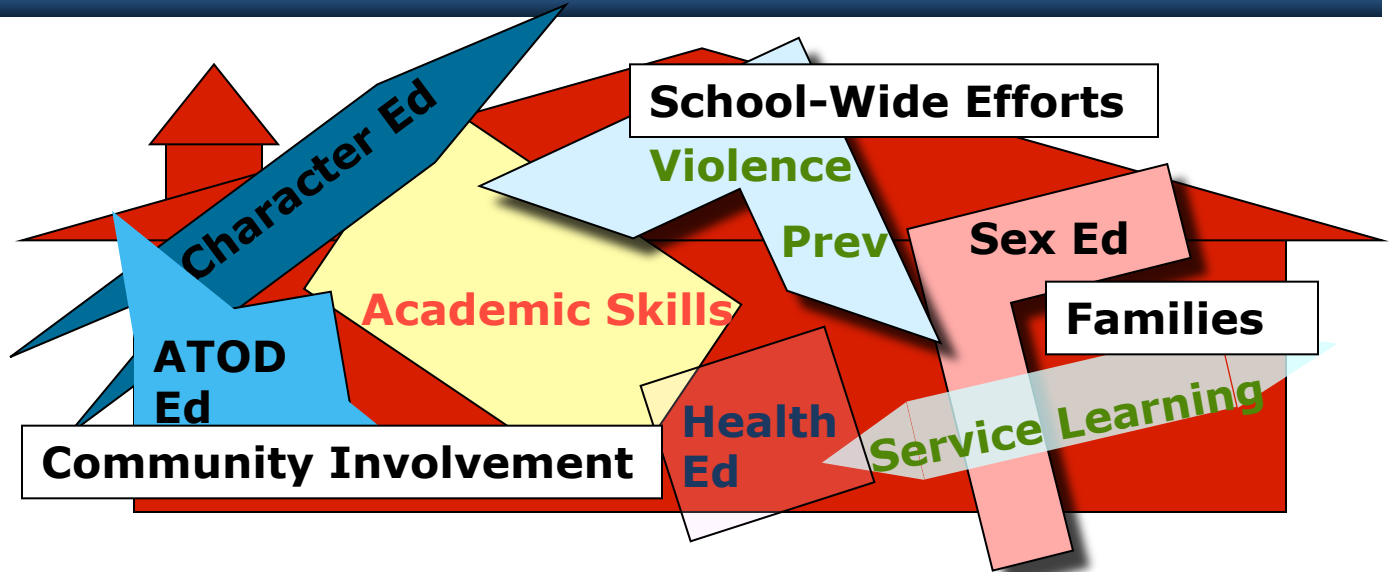 Character Ed
School-Wide Efforts
Violence
Prev
Sex Ed
Academic Skills
Families
ATOD
Ed
Health
Ed
Service Learning
Community Involvement